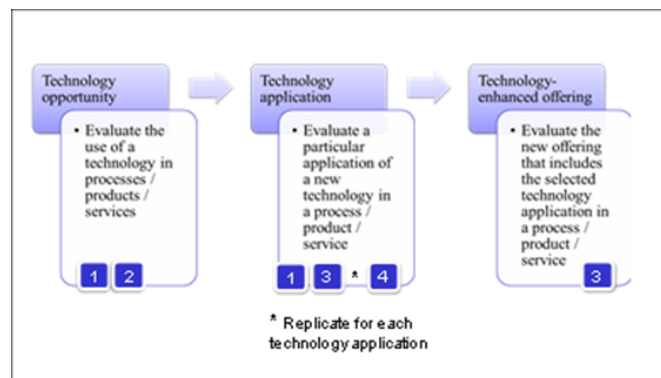 Technology
opportunity
• Evaluate the
use of a
technology in
processes /
products /
services
1 2
Technology
application
• Evaluate a
particular
application of
a new
technology in
a process /
product /
service
1 3 * 4
Technology-
enhanced offering
• Evaluate the
new offering
that includes
the selected
technology
application in
a process /
product /
service
3
* Replicate for each
technology application